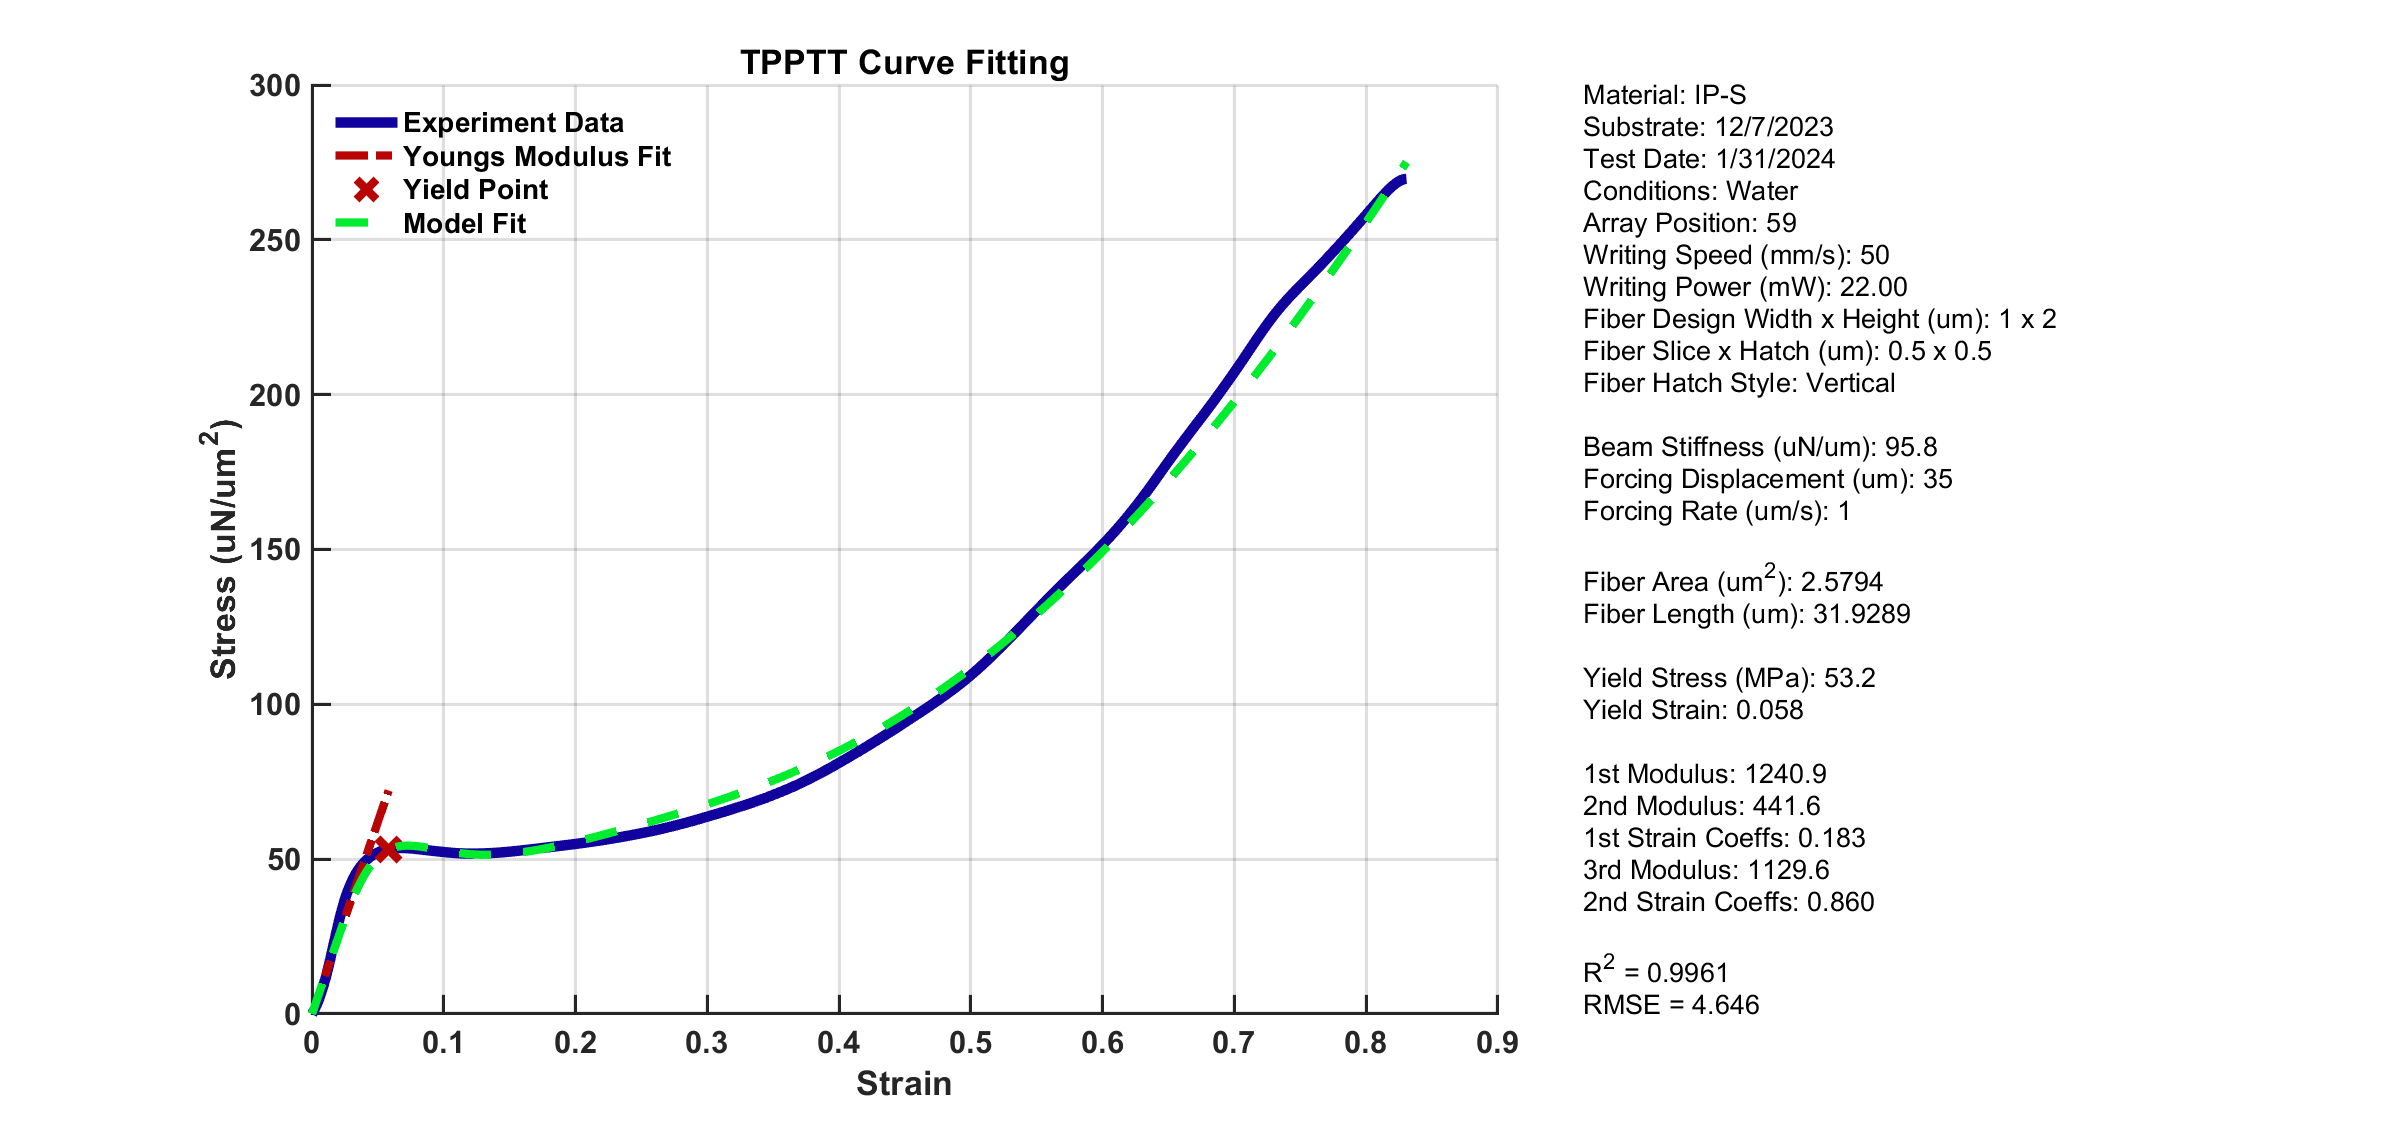 TPPTT Curve Fitting
300
250
200
150
100
50
0
Stress (uN/um²)
Experiment Data
Youngs Modulus Fit
Yield Point
Model Fit
0 0.1 0.2 0.3 0.4 0.5 0.6 0.7 0.8 0.9
Strain
Material: IP-S
Substrate: 12/7/2023
Test Date: 1/31/2024
Conditions: Water
Array Position: 59
Writing Speed (mm/s): 50
Writing Power (mW): 22.00
Fiber Design Width x Height (um): 1 x 2
Fiber Slice x Hatch (um): 0.5 x 0.5
Fiber Hatch Style: Vertical
Beam Stiffness (uN/um): 95.8
Forcing Displacement (um): 35
Forcing Rate (um/s): 1
Fiber Area (um²): 2.5794
Fiber Length (um): 31.9289
Yield Stress (MPa): 53.2
Yield Strain: 0.058
1st Modulus: 1240.9
2nd Modulus: 441.6
1st Strain Coeffs: 0.183
3rd Modulus: 1129.6
2nd Strain Coeffs: 0.860
R² = 0.9961
RMSE = 4.646